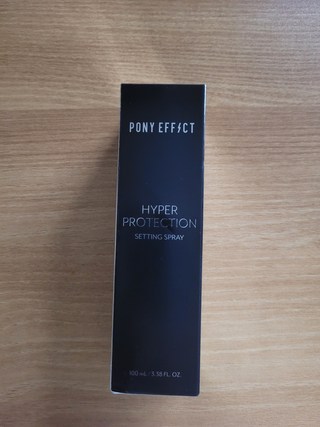 PONY EFFECT
HYPER
PROTECTION
SETTING SPRAY
100 mL · 3.38 FL. OZ.